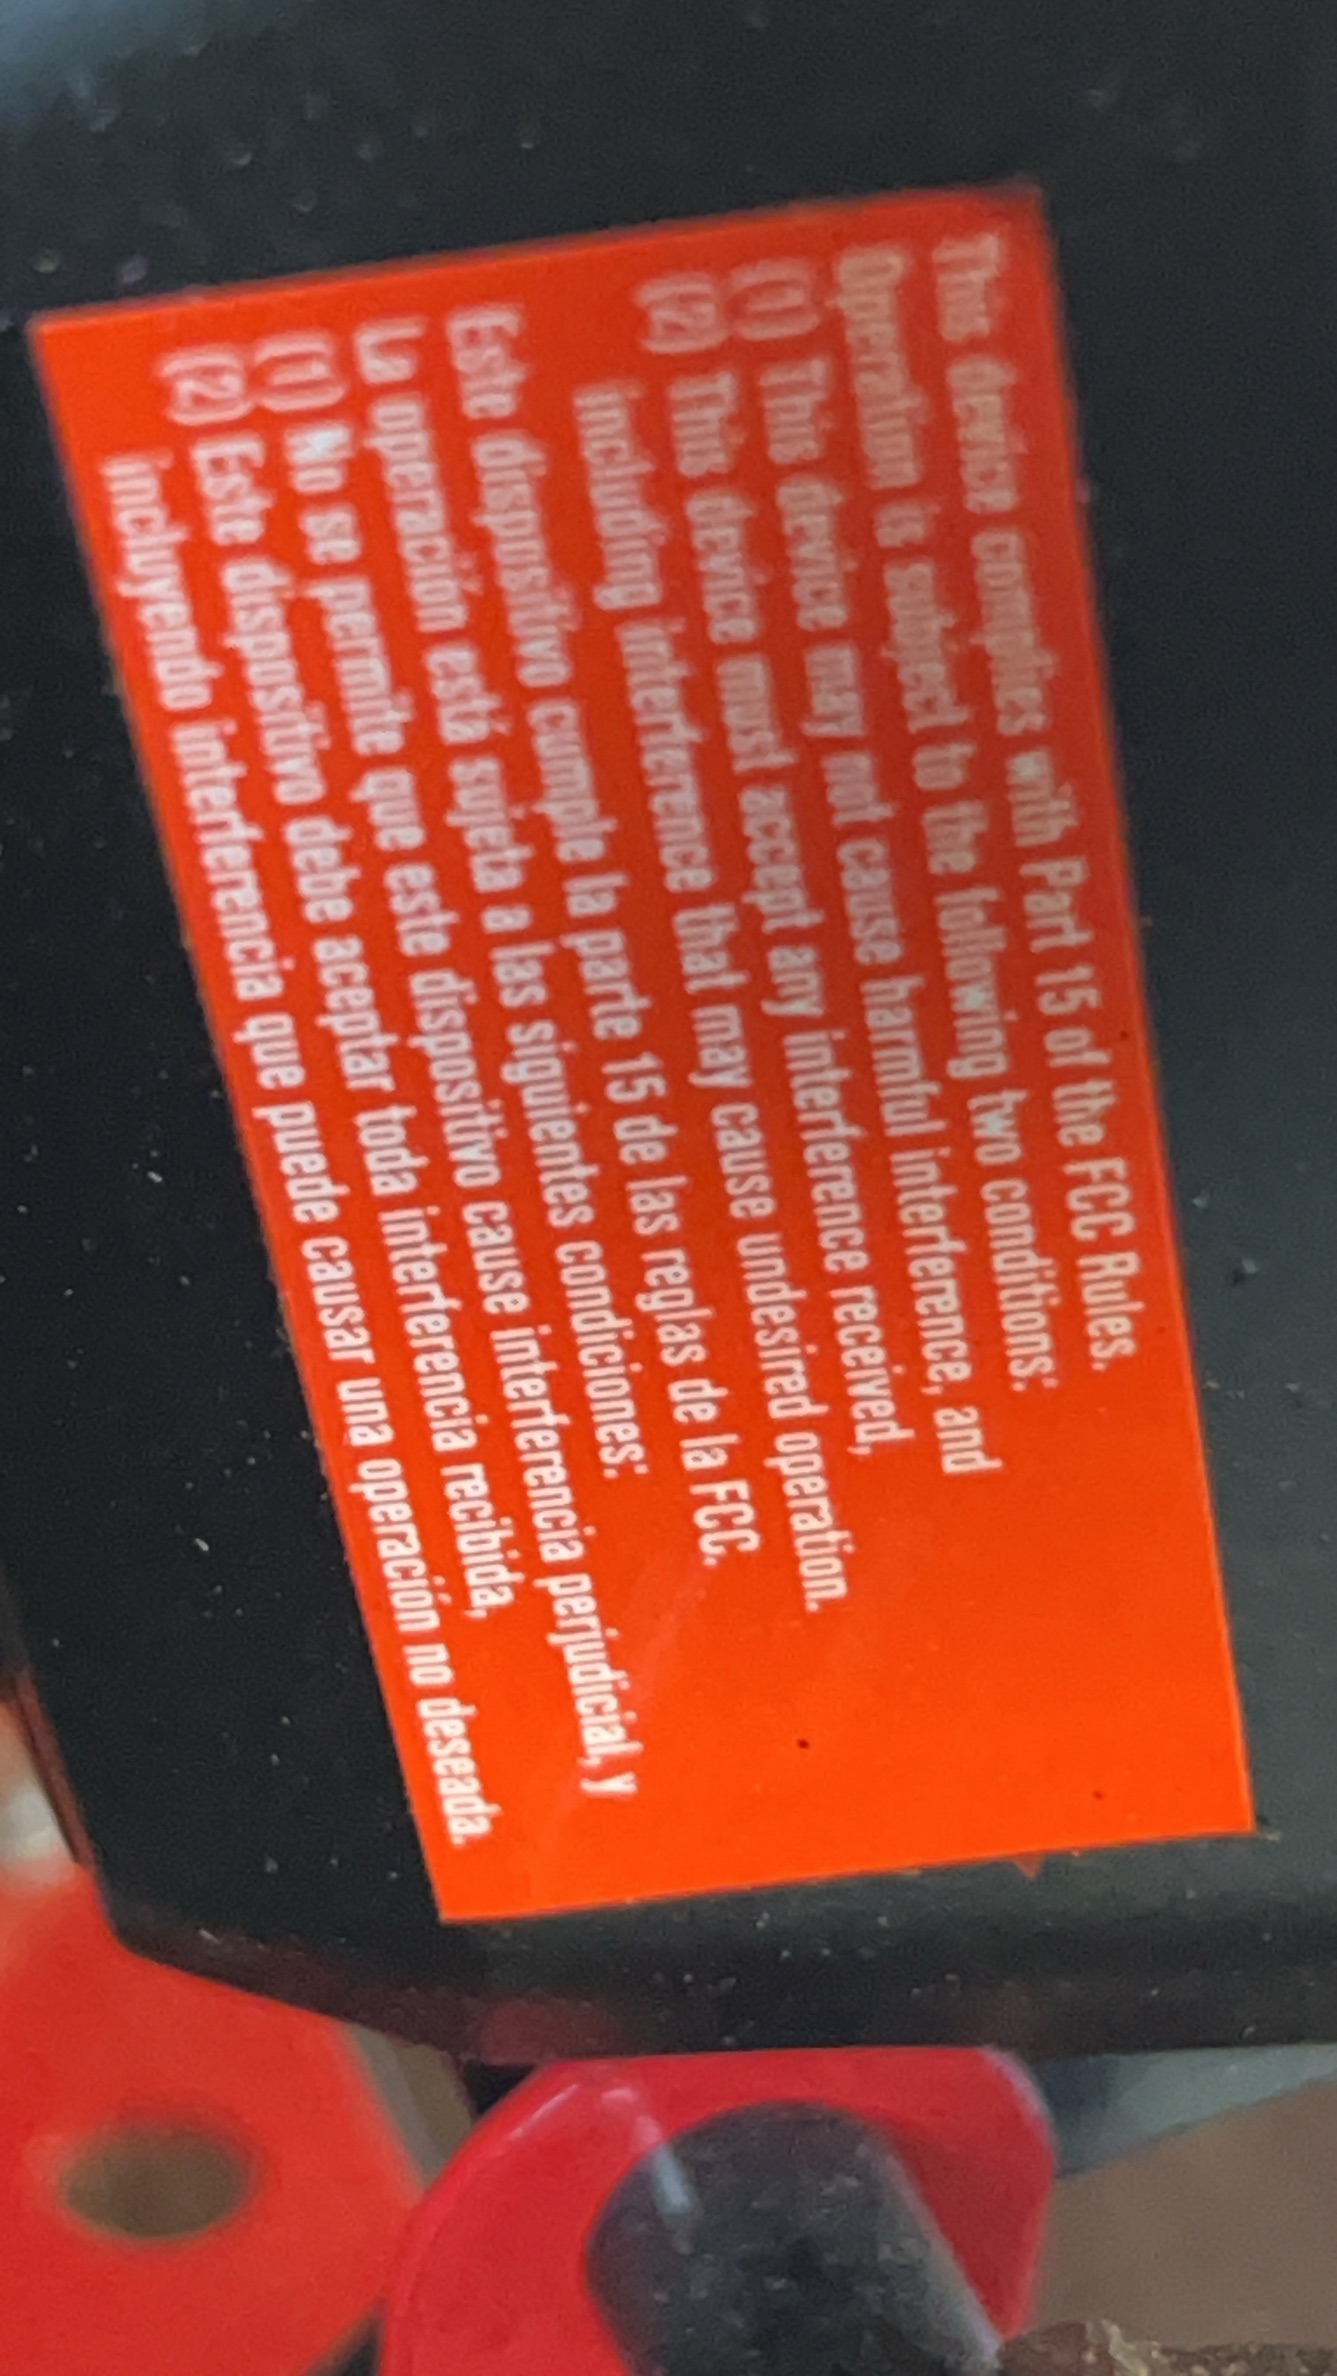 This device complies with Part 15 of the FCC Rules.
Operation is subject to the following two conditions:
(1) This device may not cause harmful interference, and
(2) This device must accept any interference received,
including interference that may cause undesired operation.
Este dispositivo cumple la parte 15 de las reglas de la FCC.
La operación está sujeta a las siguientes condiciones:
(1) No se permite que este dispositivo cause interferencia perjudicial, y
(2) Este dispositivo debe aceptar toda interferencia recibida,
incluyendo interferencia que puede causar una operación no deseada.